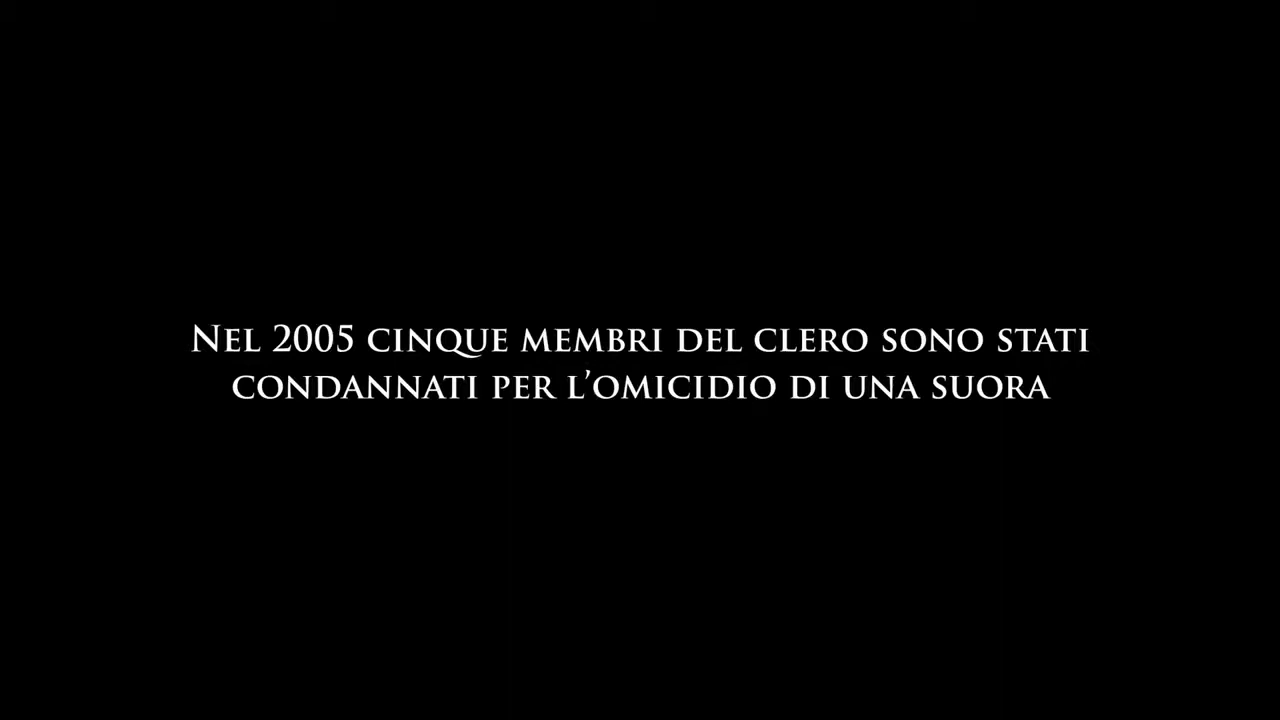 Nel 2005 cinque membri del clero sono stati
condannati per l’omicidio di una suora